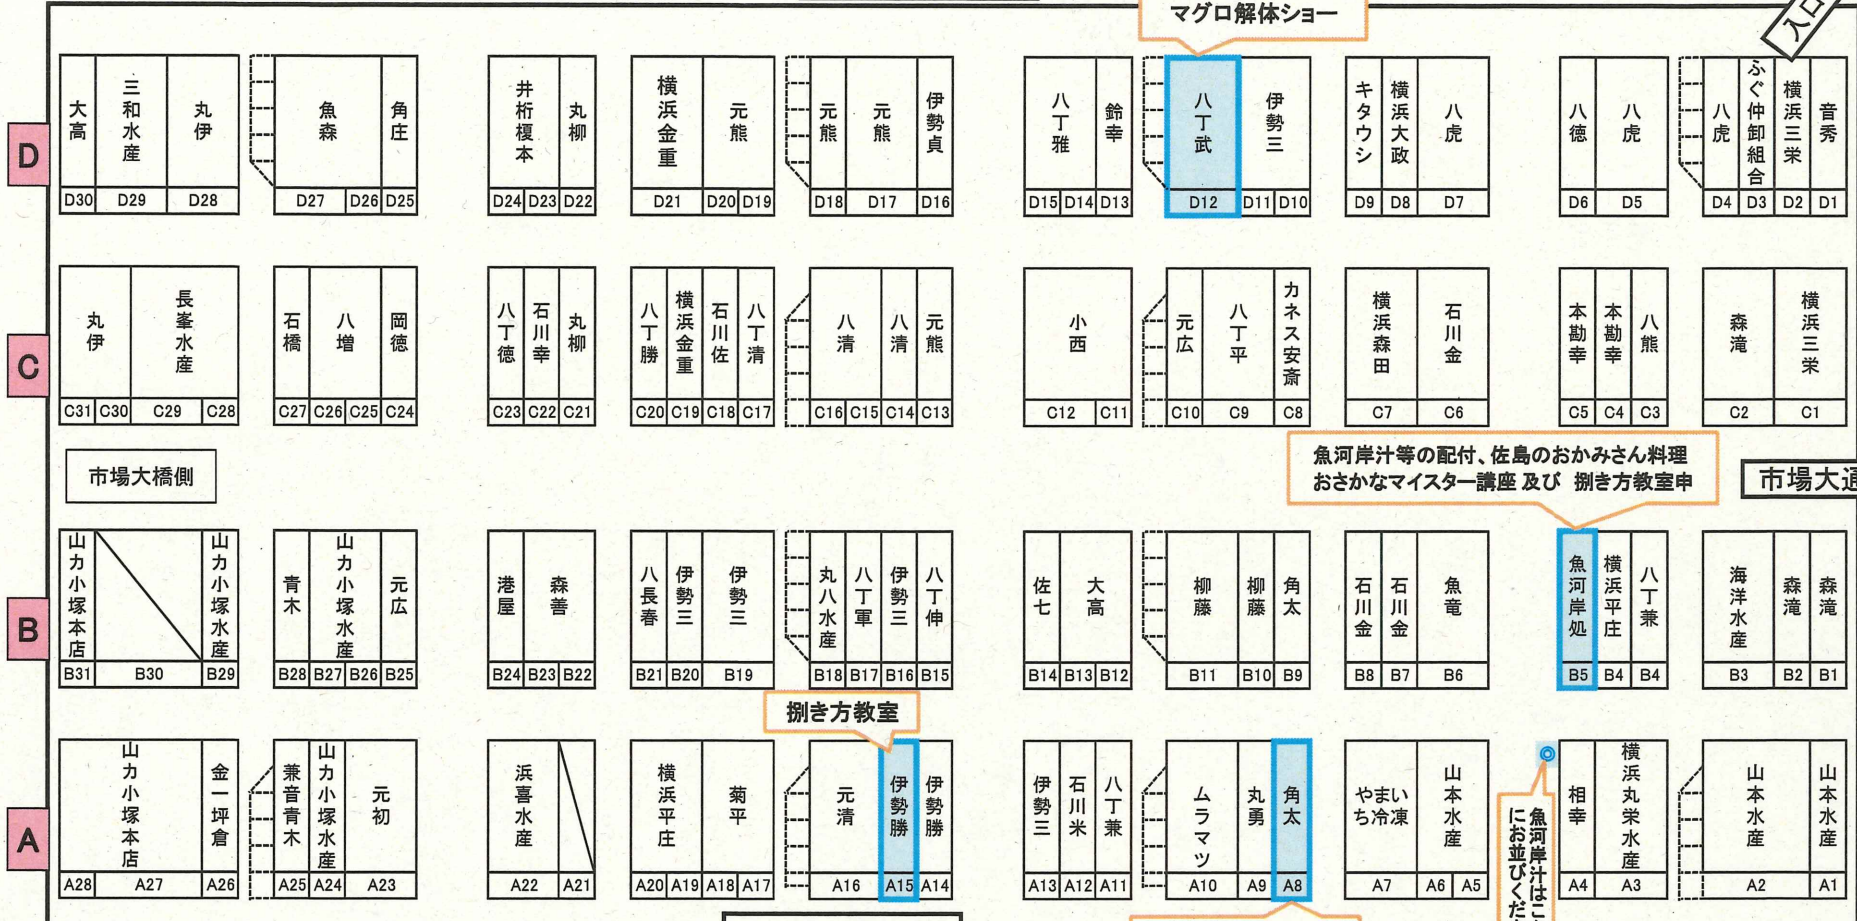 マグロ解体ショー
入口
D
大高
三和水産
丸伊
魚森
角庄
井桁榎本
丸柳
横浜金重
元熊
元熊
元熊
伊勢貞
八丁雅
鈴幸
八丁武
伊勢三
キタウシ
横浜大政
八虎
八徳
八虎
八虎
ふぐ仲卸組合
横浜三栄
音秀
D30 D29 D28 D27 D26 D25 D24 D23 D22 D21 D20 D19 D18 D17 D16 D15 D14 D13 D12 D11 D10 D9 D8 D7 D6 D5 D4 D3 D2 D1
C
丸伊
長峯水産
石橋
八増
岡徳
八丁徳
石川幸
丸柳
八丁勝
横浜金重
石川佐
八丁清
八清
八清
元熊
小西
元広
八丁平
カネス安斎
横浜森田
石川金
本勘幸
本勘幸
八熊
森滝
横浜三栄
C31 C30 C29 C28 C27 C26 C25 C24 C23 C22 C21 C20 C19 C18 C17 C16 C15 C14 C13 C12 C11 C10 C9 C8 C7 C6 C5 C4 C3 C2 C1
市場大橋側
魚河岸汁等の配付、佐島のおかみさん料理
おさかなマイスター講座 及び 捌き方教室申
市場大通
B
山カ小塚本店
山カ小塚水産
青木
山カ小塚水産
元広
港屋
森善
八長春
伊勢三
伊勢三
丸八水産
八丁軍
伊勢三
八丁伸
佐七
大高
柳藤
柳藤
角太
石川金
石川金
魚竜
魚河岸処
横浜平庄
八丁兼
海洋水産
森滝
森滝
B31 B30 B29 B28 B27 B26 B25 B24 B23 B22 B21 B20 B19 B18 B17 B16 B15 B14 B13 B12 B11 B10 B9 B8 B7 B6 B5 B4 B4 B3 B2 B1
捌き方教室
A
山カ小塚本店
金一坪倉
兼音青木
山カ小塚水産
元初
浜喜水産
横浜平庄
菊平
元清
伊勢勝
伊勢勝
伊勢三
石川米
八丁兼
ムラマツ
丸勇
角太
やまい
ち冷凍
山本水産
魚河岸汁はこ
にお並びくだ
相幸
横浜丸栄水産
山本水産
山本水産
A28 A27 A26 A25 A24 A23 A22 A21 A20 A19 A18 A17 A16 A15 A14 A13 A12 A11 A10 A9 A8 A7 A6 A5 A4 A3 A2 A1